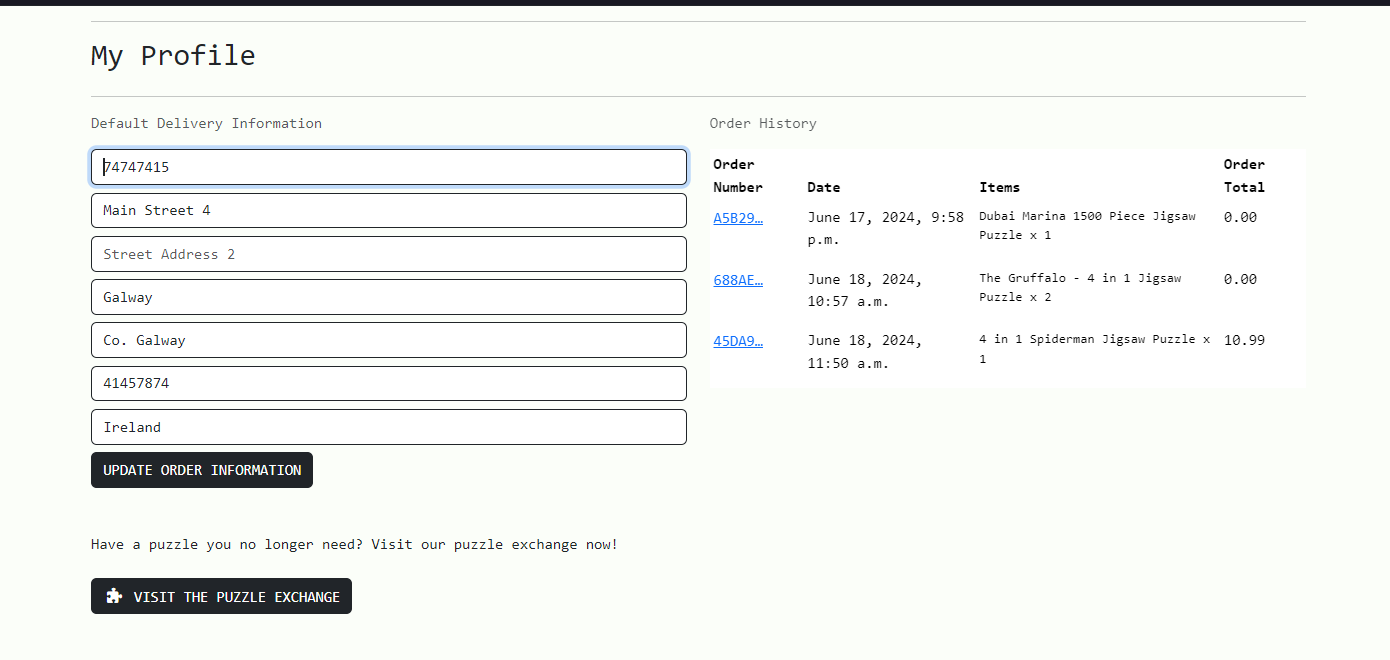 My Profile
Default Delivery Information
74747415
Main Street 4
Street Address 2
Galway
Co. Galway
41457874
Ireland
UPDATE ORDER INFORMATION
Have a puzzle you no longer need? Visit our puzzle exchange now!
VISIT THE PUZZLE EXCHANGE
Order History
Order Number Date Items Order Total
A5B29… June 17, 2024, 9:58 p.m. Dubai Marina 1500 Piece Jigsaw Puzzle x 1 0.00
688AE… June 18, 2024, 10:57 a.m. The Gruffalo - 4 in 1 Jigsaw Puzzle x 2 0.00
45DA9… June 18, 2024, 11:50 a.m. 4 in 1 Spiderman Jigsaw Puzzle x 1 10.99